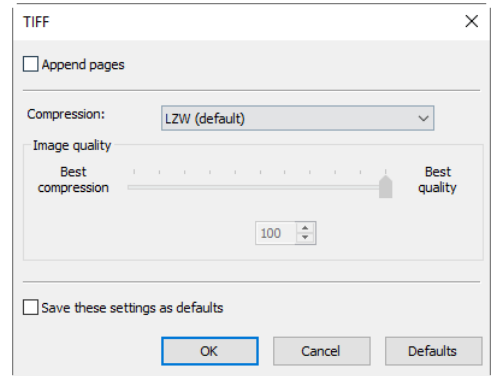 TIFF
Append pages
Compression: LZW (default)
Image quality
Best compression
Best quality
100
Save these settings as defaults
OK Cancel Defaults